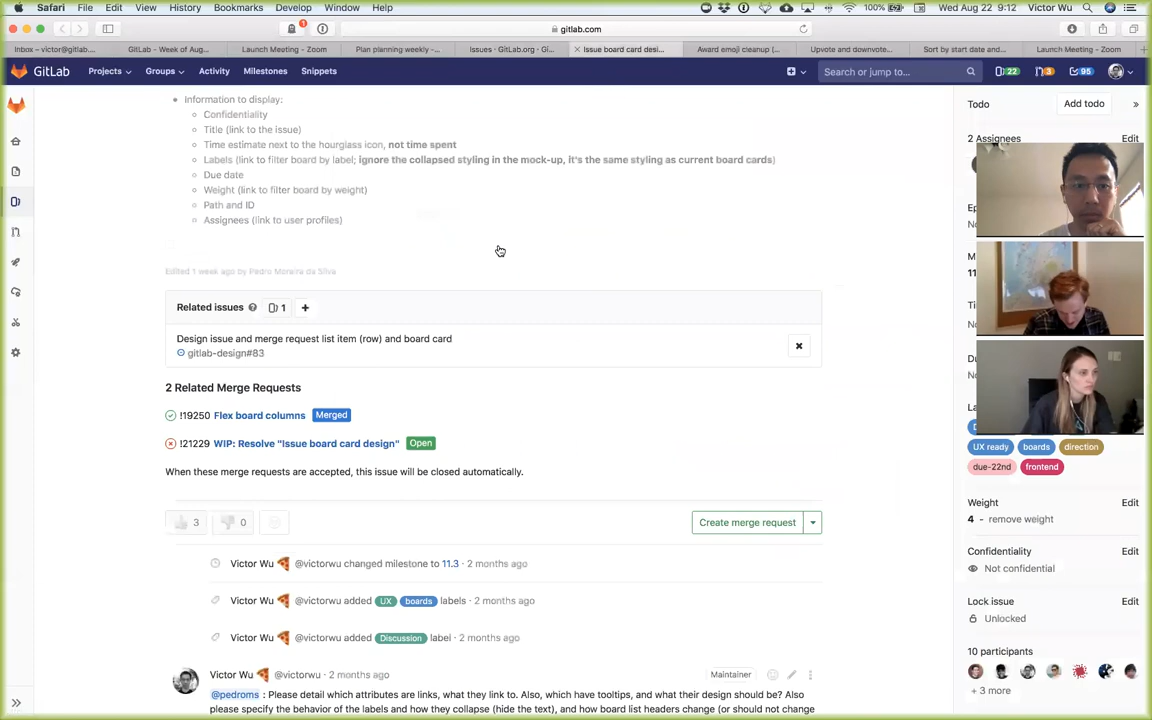 Safari File Edit View History Bookmarks Develop Window Help 100% Wed Aug 22 9:12 Victor Wu
gitlab.com
Inbox – victor@gitlab.... GitLab - Week of Aug... Launch Meeting - Zoom Plan planning weekly -... Issues · GitLab.org · Gi... Issue board card desi... Award emoji cleanup (... Upvote and downvote... Sort by start date and... Launch Meeting - Zoom
GitLab Projects Groups Activity Milestones Snippets Search or jump to... 22 3 95
Todo Add todo »
• Information to display:
Confidentiality
Title (link to the issue)
Time estimate next to the hourglass icon, not time spent
Labels (link to filter board by label; ignore the collapsed styling in the mock-up, it's the same styling as current board cards)
Due date
Weight (link to filter board by weight)
Path and ID
Assignees (link to user profiles)
Edited 1 week ago by Pedro Moreira da Silva
Related issues 1 +
Design issue and merge request list item (row) and board card
gitlab-design#83
2 Related Merge Requests
!19250 Flex board columns Merged
!21229 WIP: Resolve "Issue board card design" Open
When these merge requests are accepted, this issue will be closed automatically.
3 0
Create merge request
Victor Wu @victorwu changed milestone to 11.3 · 2 months ago
Victor Wu @victorwu added UX boards labels · 2 months ago
Victor Wu @victorwu added Discussion label · 2 months ago
Victor Wu @victorwu · 2 months ago Maintainer
@pedroms : Please detail which attributes are links, what they link to. Also, which have tooltips, and what their design should be? Also
please specify the behavior of the labels and how they collapse (hide the text), and how board list headers change (or should not change
2 Assignees Edit
UX ready boards direction
due-22nd frontend
Weight Edit
4 - remove weight
Confidentiality Edit
Not confidential
Lock issue Edit
Unlocked
10 participants
+ 3 more